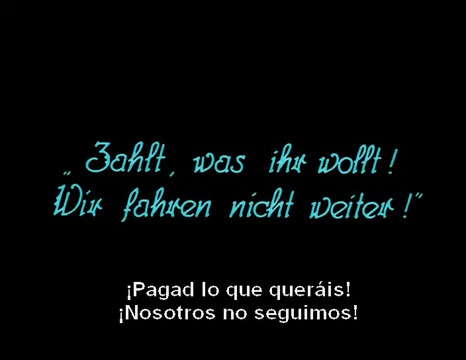 „Zahlt, was ihr wollt!
Wir fahren nicht weiter!"
¡Pagad lo que queráis!
¡Nosotros no seguimos!